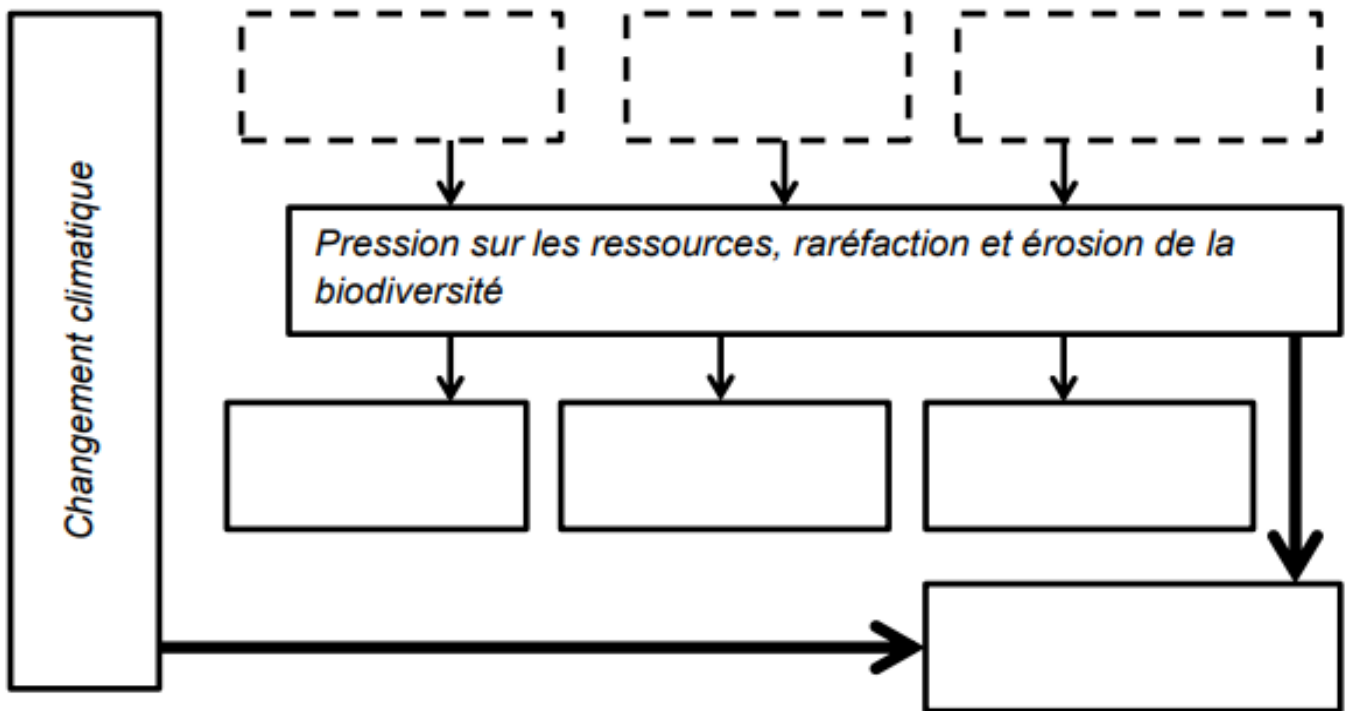 Changement climatique
Pression sur les ressources, raréfaction et érosion de la
biodiversité